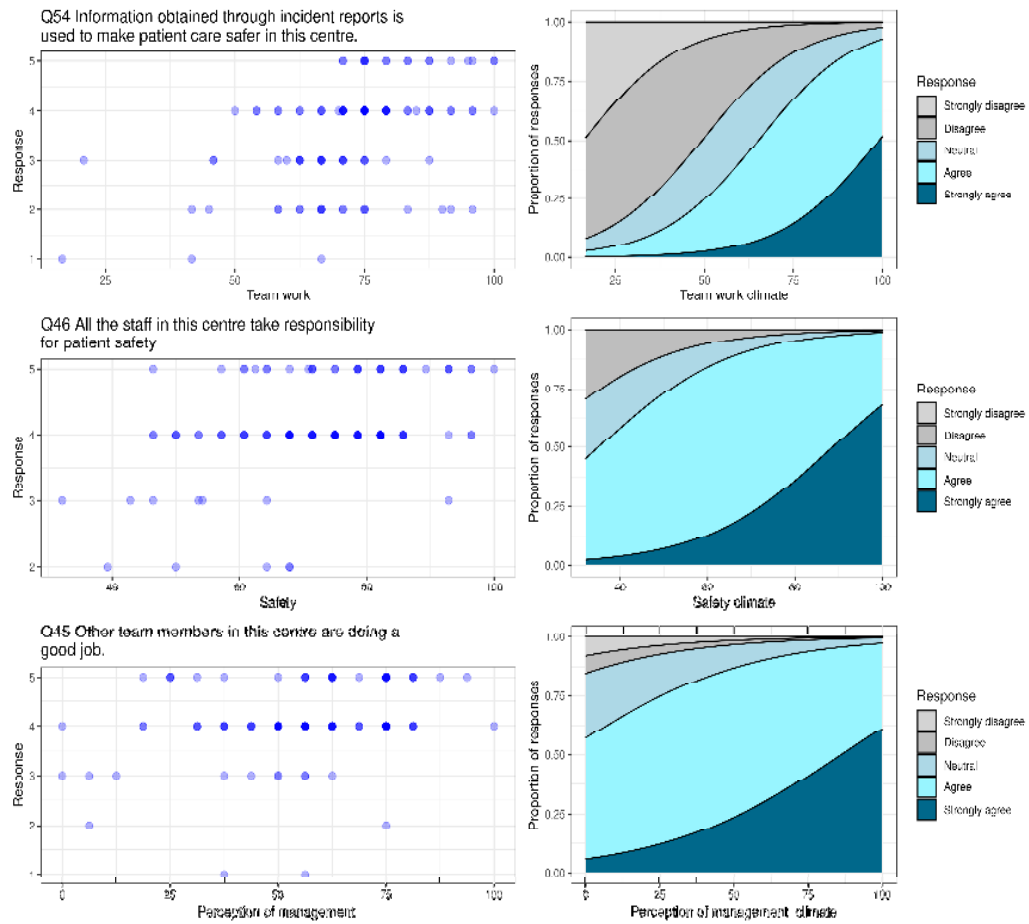 Q54 Information obtained through incident reports is
used to make patient care safer in this centre.
Response
5
4
3
2
1
25
50
75
100
Team work
Proportion of responses
1.00
0.75
0.50
0.25
0.00
25
50
75
100
Team work climate
Response
Strongly disagree
Disagree
Neutral
Agree
Strongly agree
Q46 All the staff in this centre take responsibility
for patient safety
Response
5
4
3
2
40
60
80
100
Safety
Proportion of responses
1.00
0.75
0.50
0.25
0.00
40
60
80
100
Safety climate
Response
Strongly disagree
Disagree
Neutral
Agree
Strongly agree
Q45 Other team members in this centre are doing a
good job.
Response
5
4
3
2
1
0
25
50
75
100
Perception of management
Proportion of responses
1.00
0.75
0.50
0.25
0.00
0
25
50
75
100
Perception of management climate
Response
Strongly disagree
Disagree
Neutral
Agree
Strongly agree